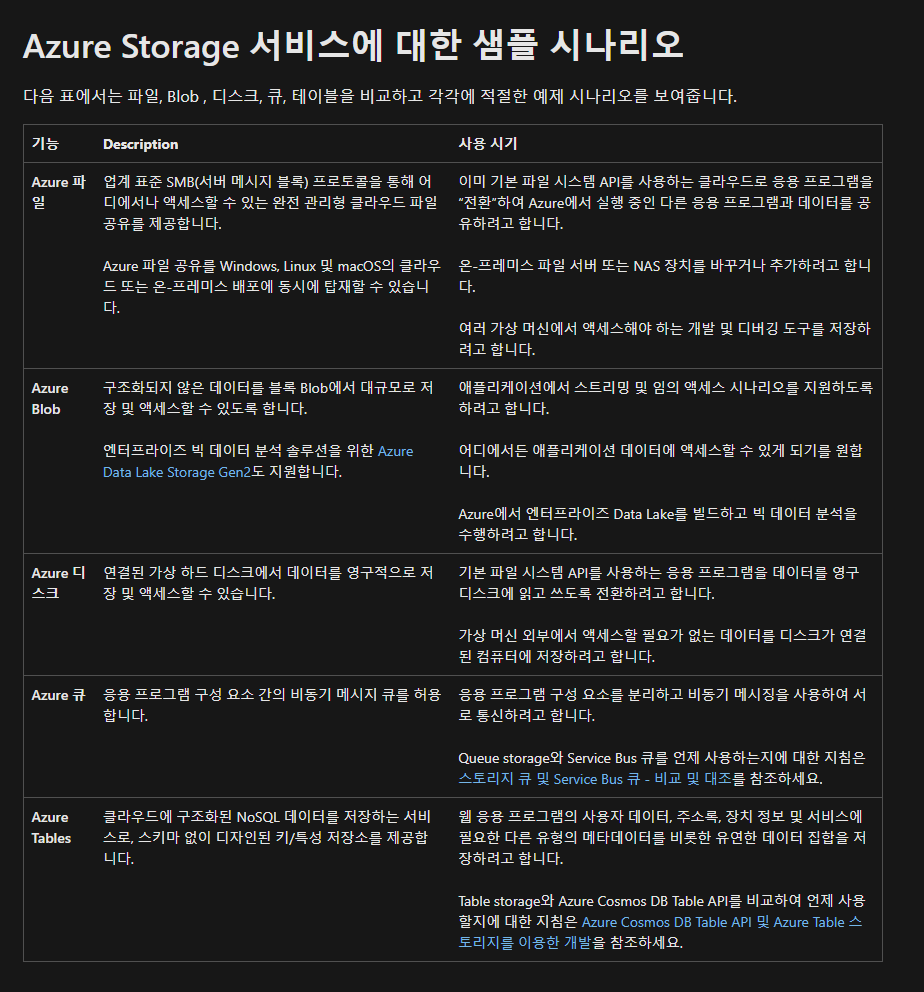 Azure Storage 서비스에 대한 샘플 시나리오
다음 표에서는 파일, Blob , 디스크, 큐, 테이블을 비교하고 각각에 적절한 예제 시나리오를 보여줍니다.
기능
Description
사용 시기
Azure 파
일
업계 표준 SMB(서버 메시지 블록) 프로토콜을 통해 어
디에서나 액세스할 수 있는 완전 관리형 클라우드 파일
공유를 제공합니다.
Azure 파일 공유를 Windows, Linux 및 macOS의 클라우
드 또는 온-프레미스 배포에 동시에 탑재할 수 있습니
다.
이미 기본 파일 시스템 API를 사용하는 클라우드로 응용 프로그램을
“전환”하여 Azure에서 실행 중인 다른 응용 프로그램과 데이터를 공
유하려고 합니다.
온-프레미스 파일 서버 또는 NAS 장치를 바꾸거나 추가하려고 합니
다.
여러 가상 머신에서 액세스해야 하는 개발 및 디버깅 도구를 저장하
려고 합니다.
Azure
Blob
구조화되지 않은 데이터를 블록 Blob에서 대규모로 저
장 및 액세스할 수 있도록 합니다.
엔터프라이즈 빅 데이터 분석 솔루션을 위한 Azure
Data Lake Storage Gen2도 지원합니다.
애플리케이션에서 스트리밍 및 임의 액세스 시나리오를 지원하도록
하려고 합니다.
어디에서든 애플리케이션 데이터에 액세스할 수 있게 되기를 원합
니다.
Azure에서 엔터프라이즈 Data Lake를 빌드하고 빅 데이터 분석을
수행하려고 합니다.
Azure 디
스크
연결된 가상 하드 디스크에서 데이터를 영구적으로 저
장 및 액세스할 수 있습니다.
기본 파일 시스템 API를 사용하는 응용 프로그램을 데이터를 영구
디스크에 읽고 쓰도록 전환하려고 합니다.
가상 머신 외부에서 액세스할 필요가 없는 데이터를 디스크가 연결
된 컴퓨터에 저장하려고 합니다.
Azure 큐
응용 프로그램 구성 요소 간의 비동기 메시지 큐를 허용
합니다.
응용 프로그램 구성 요소를 분리하고 비동기 메시징을 사용하여 서
로 통신하려고 합니다.
Queue storage와 Service Bus 큐를 언제 사용하는지에 대한 지침은
스토리지 큐 및 Service Bus 큐 - 비교 및 대조를 참조하세요.
Azure
Tables
클라우드에 구조화된 NoSQL 데이터를 저장하는 서비
스로, 스키마 없이 디자인된 키/특성 저장소를 제공합
니다.
웹 응용 프로그램의 사용자 데이터, 주소록, 장치 정보 및 서비스에
필요한 다른 유형의 메타데이터를 비롯한 유연한 데이터 집합을 저
장하려고 합니다.
Table storage와 Azure Cosmos DB Table API를 비교하여 언제 사용
할지에 대한 지침은 Azure Cosmos DB Table API 및 Azure Table 스
토리지를 이용한 개발을 참조하세요.